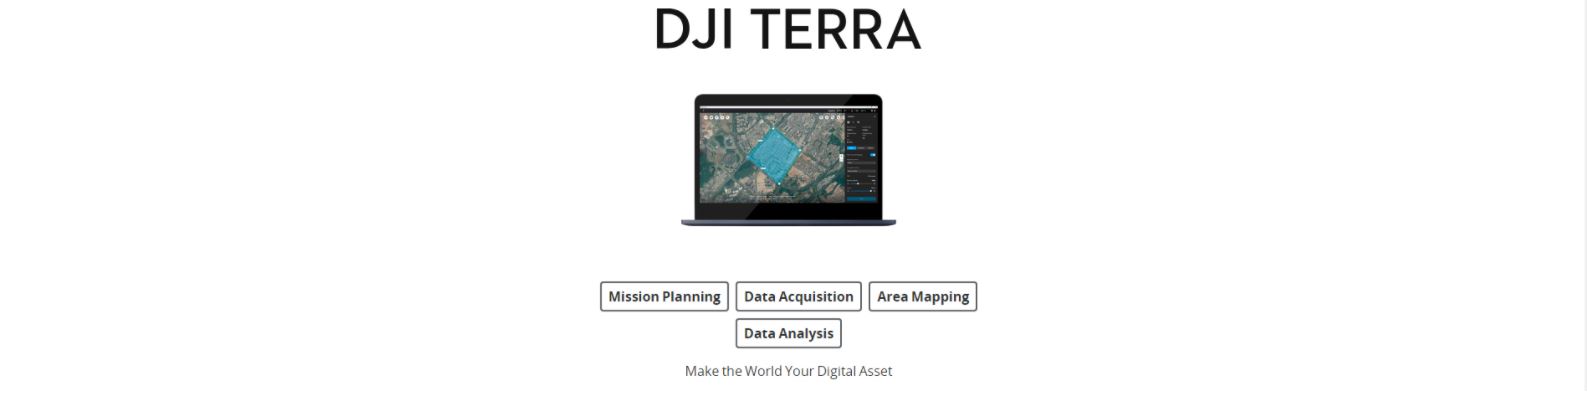 DJI TERRA
Mission Planning
Data Acquisition
Area Mapping
Data Analysis
Make the World Your Digital Asset